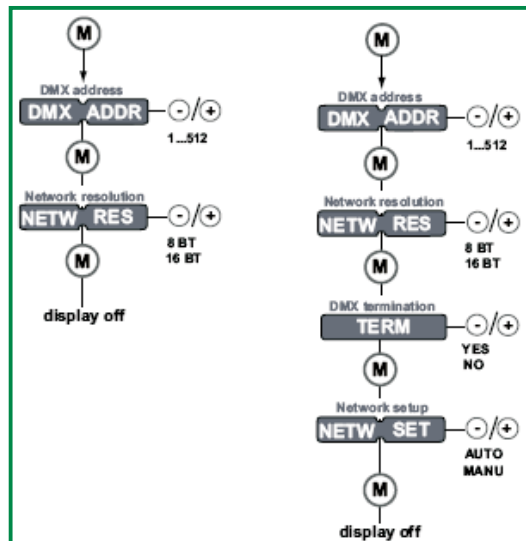 M
DMX address
DMX ADDR -/+
1...512
M
Network resolution
NETW RES -/+
8 BT
16 BT
M
display off
M
DMX address
DMX ADDR -/+
1...512
M
Network resolution
NETW RES -/+
8 BT
16 BT
M
DMX termination
TERM -/+
YES
NO
M
Network setup
NETW SET -/+
AUTO
MANU
M
display off